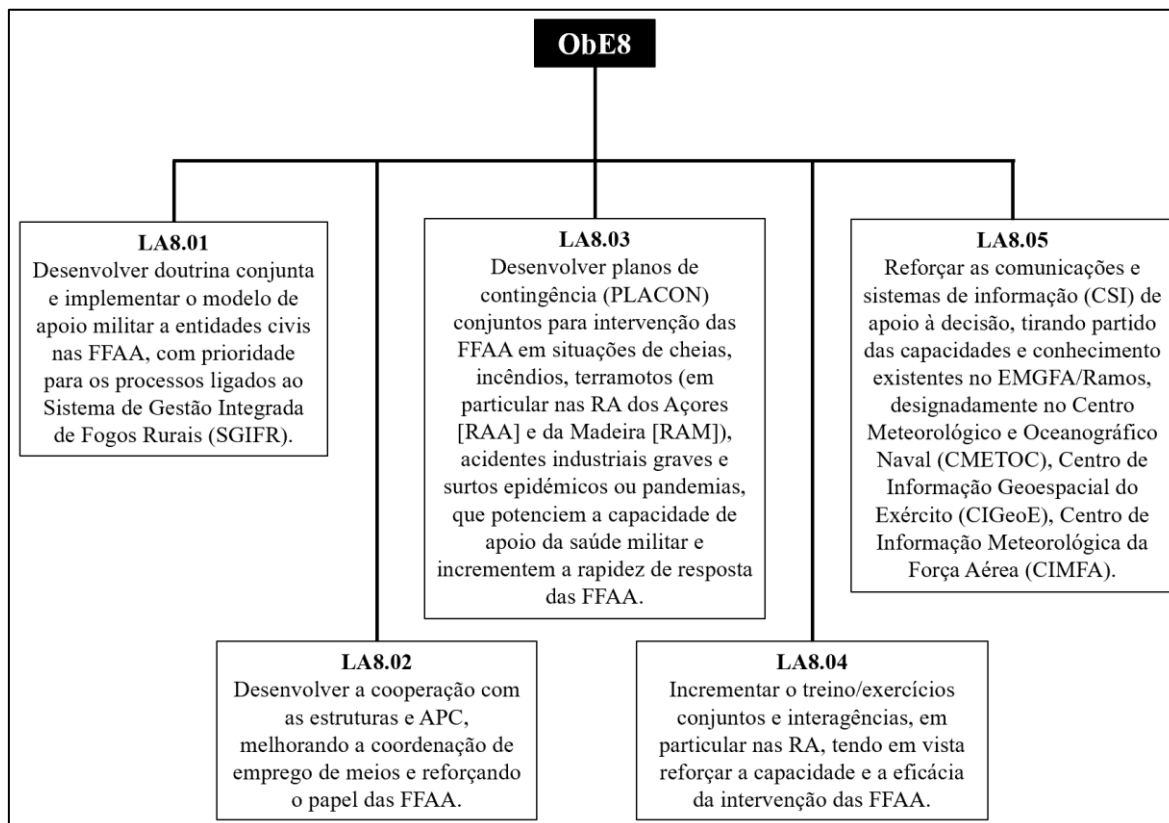 ObE8
LA8.01
Desenvolver doutrina conjunta
e implementar o modelo de
apoio militar a entidades civis
nas FFAA, com prioridade
para os processos ligados ao
Sistema de Gestão Integrada
de Fogos Rurais (SGIFR).
LA8.03
Desenvolver planos de
contingência (PLACON)
conjuntos para intervenção das
FFAA em situações de cheias,
incêndios, terramotos (em
particular nas RA dos Açores
[RAA] e da Madeira [RAM]),
acidentes industriais graves e
surtos epidémicos ou pandemias,
que potenciem a capacidade de
apoio da saúde militar e
incrementem a rapidez de resposta
das FFAA.
LA8.05
Reforçar as comunicações e
sistemas de informação (CSI) de
apoio à decisão, tirando partido
das capacidades e conhecimento
existentes no EMGFA/Ramos,
designadamente no Centro
Meteorológico e Oceanográfico
Naval (CMETOC), Centro de
Informação Geoespacial do
Exército (CIGeoE), Centro de
Informação Meteorológica da
Força Aérea (CIMFA).
LA8.02
Desenvolver a cooperação com
as estruturas e APC,
melhorando a coordenação de
emprego de meios e reforçando
o papel das FFAA.
LA8.04
Incrementar o treino/exercícios
conjuntos e interagências, em
particular nas RA, tendo em vista
reforçar a capacidade e a eficácia
da intervenção das FFAA.